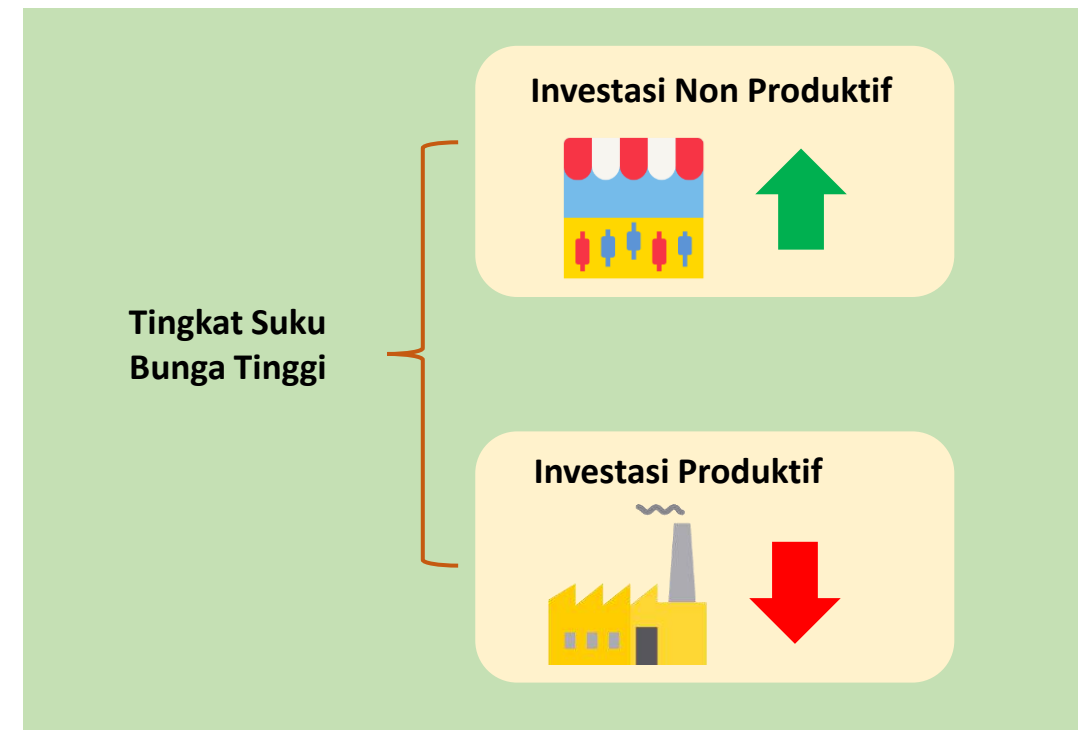 Investasi Non Produktif
Tingkat Suku
Bunga Tinggi
Investasi Produktif